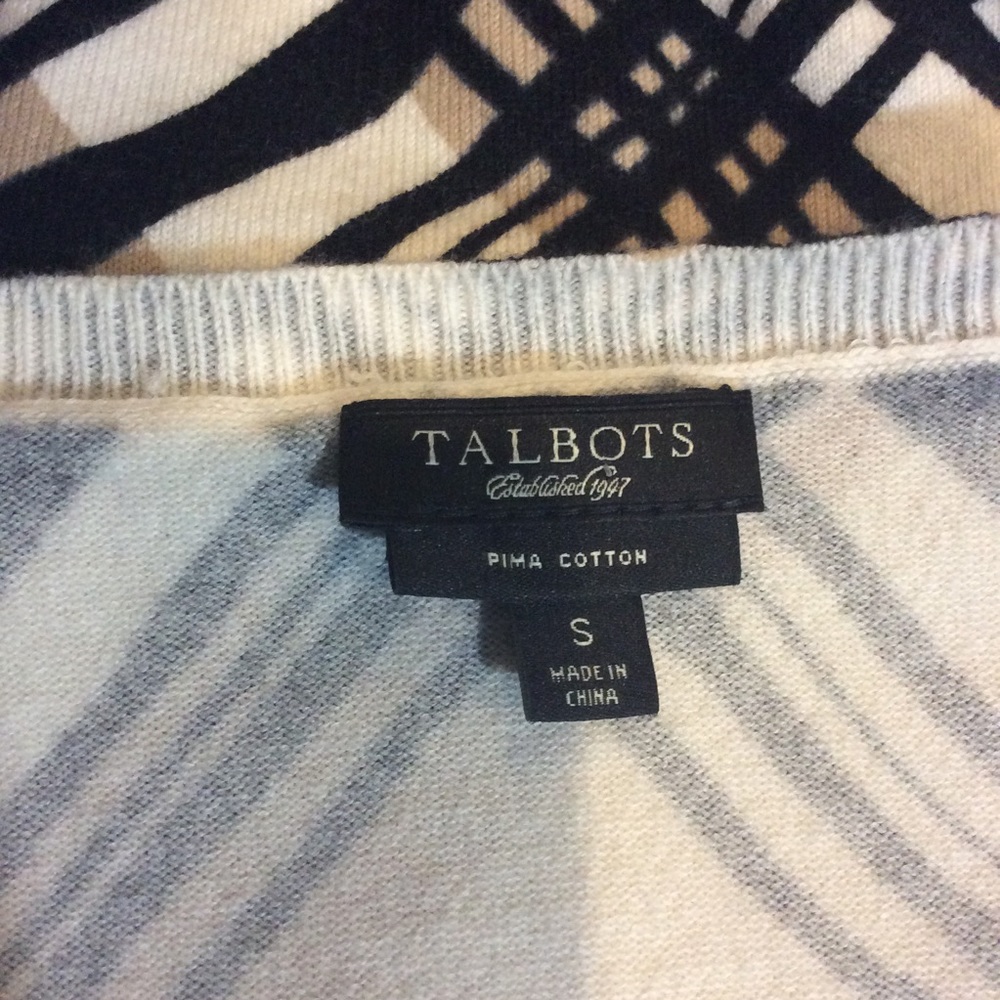 TALBOTS
Established 1947
PIMA COTTON
S
MADE IN
CHINA